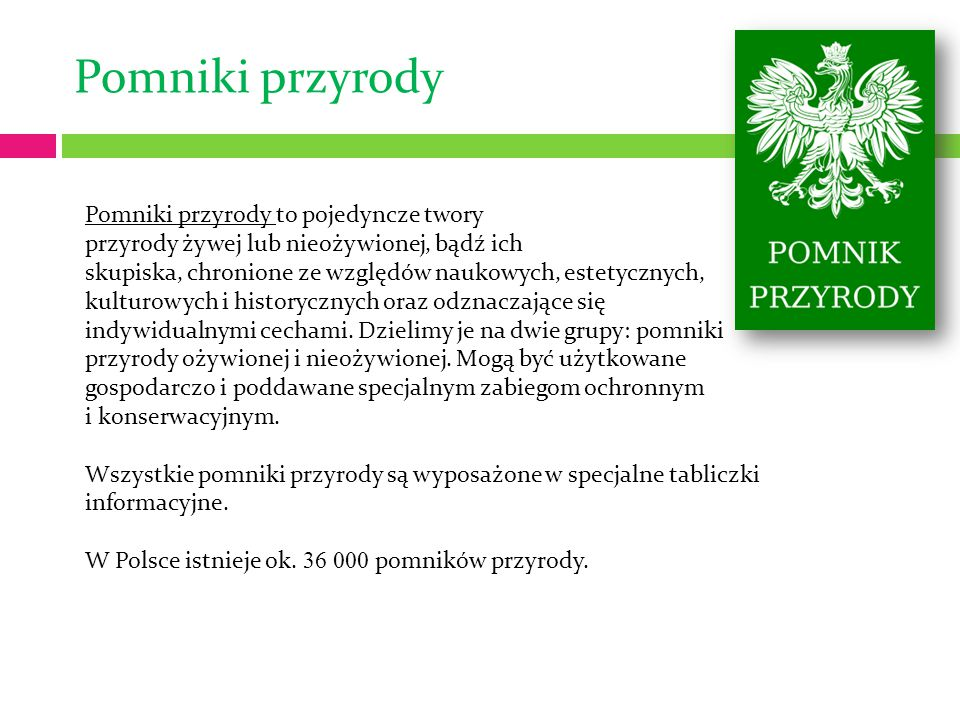 Pomniki przyrody
POMNIK
PRZYRODY
Pomniki przyrody to pojedyncze twory
przyrody żywej lub nieożywionej, bądź ich
skupiska, chronione ze względów naukowych, estetycznych,
kulturowych i historycznych oraz odznaczające się
indywidualnymi cechami. Dzielimy je na dwie grupy: pomniki
przyrody ożywionej i nieożywionej. Mogą być użytkowane
gospodarczo i poddawane specjalnym zabiegom ochronnym
i konserwacyjnym.
Wszystkie pomniki przyrody są wyposażone w specjalne tabliczki
informacyjne.
W Polsce istnieje ok. 36 000 pomników przyrody.